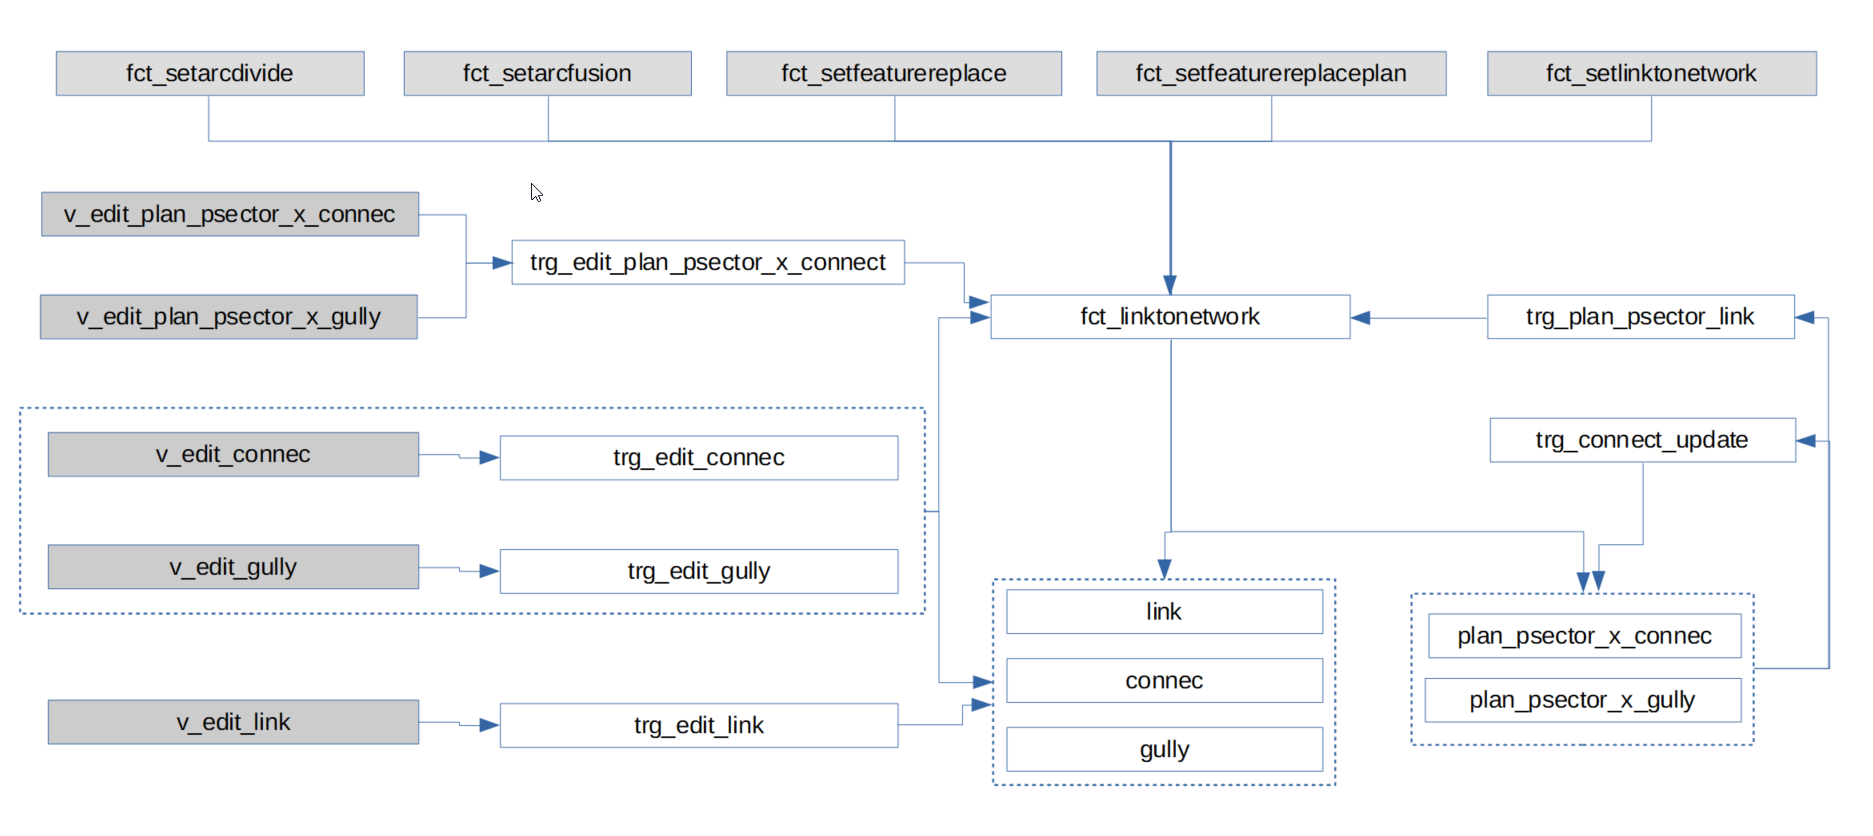 fct_setarcdivide
fct_setarcfusion
fct_setfeaturereplace
fct_setfeaturereplaceplan
fct_setlinktonetwork
v_edit_plan_psector_x_connec
trg_edit_plan_psector_x_connect
v_edit_plan_psector_x_gully
fct_linktonetwork
trg_plan_psector_link
v_edit_connec
trg_edit_connec
trg_connect_update
v_edit_gully
trg_edit_gully
link
connec
gully
plan_psector_x_connec
plan_psector_x_gully
v_edit_link
trg_edit_link